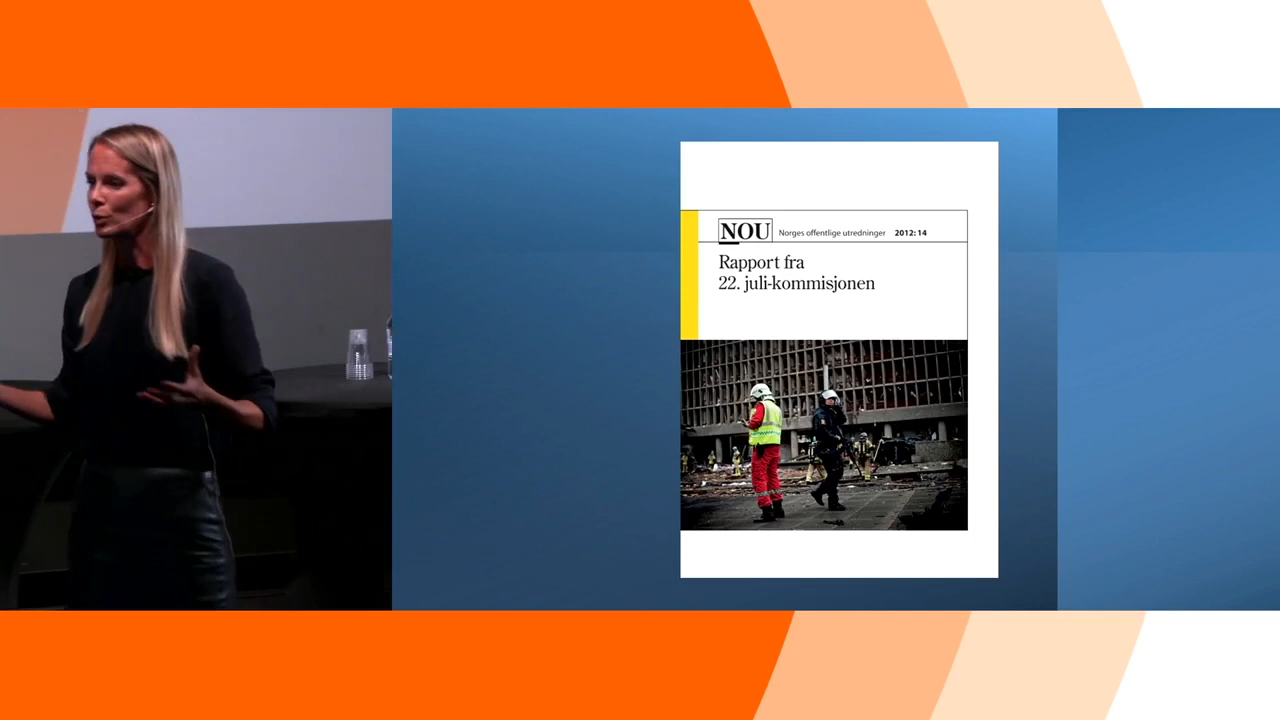 NOU Norges offentlige utredninger 2012: 14
Rapport fra
22. juli-kommisjonen